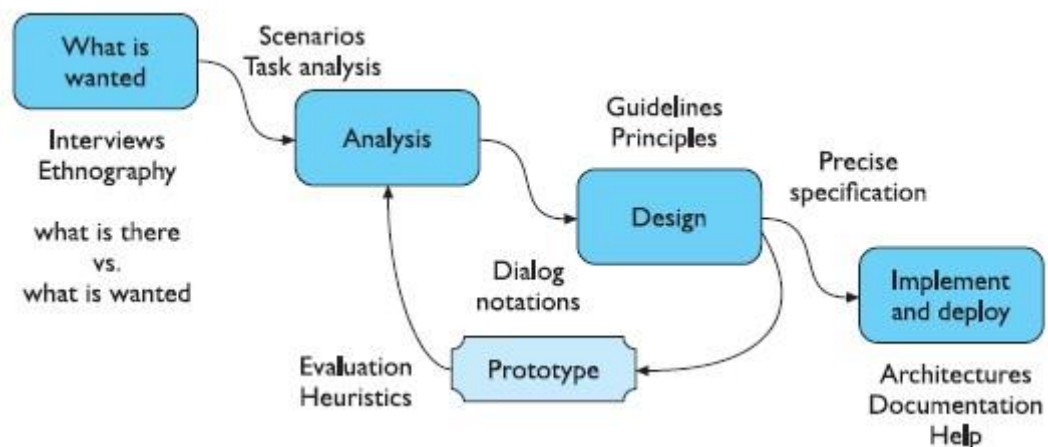 What is
wanted
Scenarios
Task analysis
Interviews
Ethnography
what is there
vs.
what is wanted
Analysis
Guidelines
Principles
Design
Precise
specification
Dialog
notations
Implement
and deploy
Evaluation
Heuristics
Prototype
Architectures
Documentation
Help